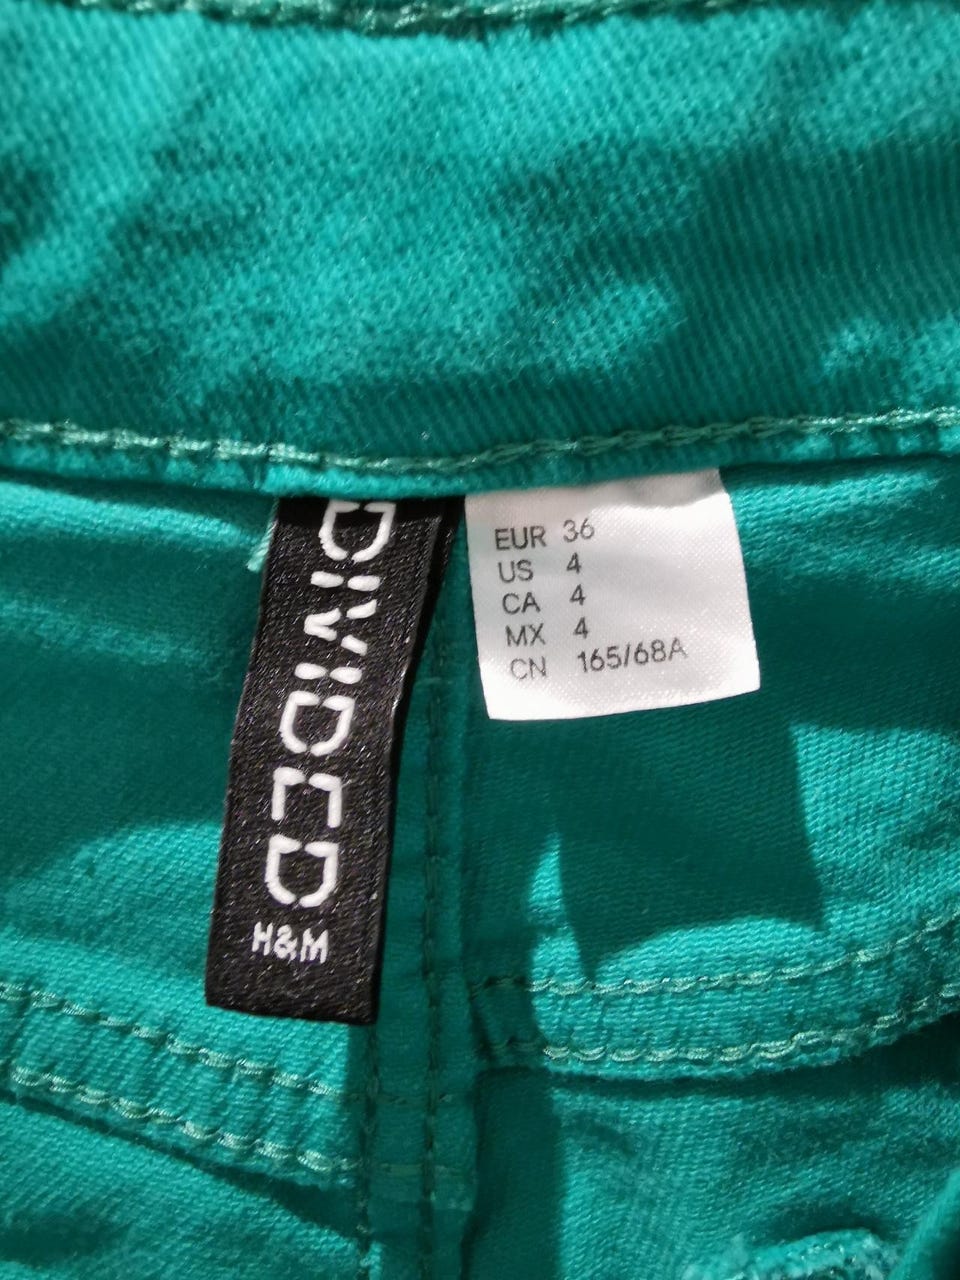 DIVIDED
H&M
EUR 36
US 4
CA 4
MX 4
CN 165/68A